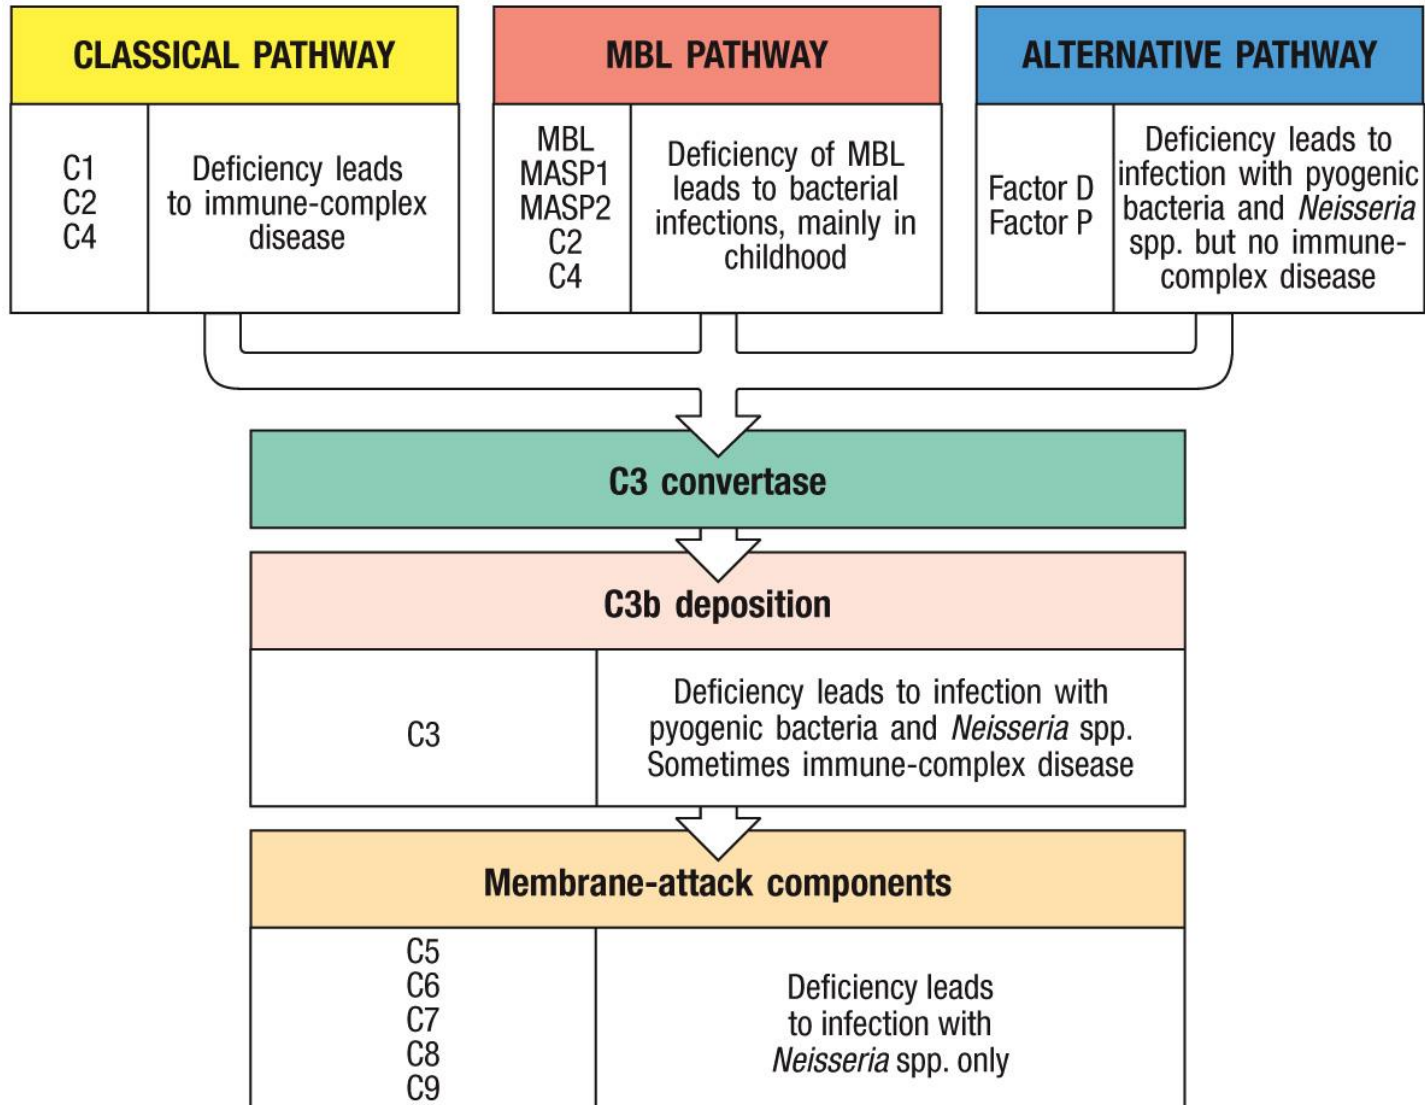 CLASSICAL PATHWAY
C1
C2
C4
Deficiency leads
to immune-complex
disease
MBL PATHWAY
MBL
MASP1
MASP2
C2
C4
Deficiency of MBL
leads to bacterial
infections, mainly in
childhood
ALTERNATIVE PATHWAY
Factor D
Factor P
Deficiency leads to
infection with pyogenic
bacteria and Neisseria
spp. but no immune-
complex disease
C3 convertase
C3b deposition
C3
Deficiency leads to infection with
pyogenic bacteria and Neisseria spp.
Sometimes immune-complex disease
Membrane-attack components
C5
C6
C7
C8
C9
Deficiency leads
to infection with
Neisseria spp. only